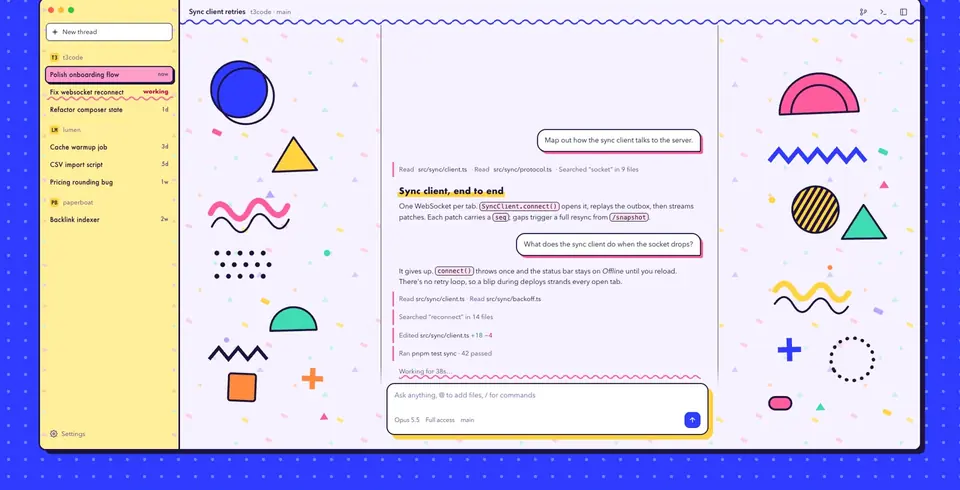 Sync client retries t3code · main
+ New thread
T3 t3code
Polish onboarding flow now
Fix websocket reconnect working
Refactor composer state 1d
LM lumen
Cache warmup job 3d
CSV import script 5d
Pricing rounding bug 1w
PB paperboat
Backlink indexer 2w
Settings
Map out how the sync client talks to the server.
Read src/sync/client.ts · Read src/sync/protocol.ts · Searched "socket" in 9 files
Sync client, end to end
One WebSocket per tab. SyncClient.connect() opens it, replays the outbox, then streams
patches. Each patch carries a seq; gaps trigger a full resync from /snapshot.
What does the sync client do when the socket drops?
It gives up. connect() throws once and the status bar stays on Offline until you reload.
There's no retry loop, so a blip during deploys strands every open tab.
Read src/sync/client.ts · Read src/sync/backoff.ts
Searched "reconnect" in 14 files
Edited src/sync/client.ts +18 −4
Ran pnpm test sync · 42 passed
Working for 38s...
Ask anything, @ to add files, / for commands
Opus 5.5 Full access main